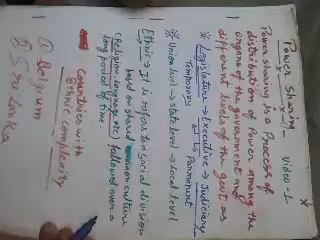 Power Sharing Video-1
Power sharing is a Process of
distribution of Power among the
organs of the government and
different levels of the govt as
Legislature → Executive → Judiciary
Temporary Permanent
Union level → state level → local level
Ethnic → It is refers to a social division
based on shared common culture
(Religion, language etc) followed over a
long period of time.
Countries with
Ethnic complexity
① Belgium
② Sri Lanka